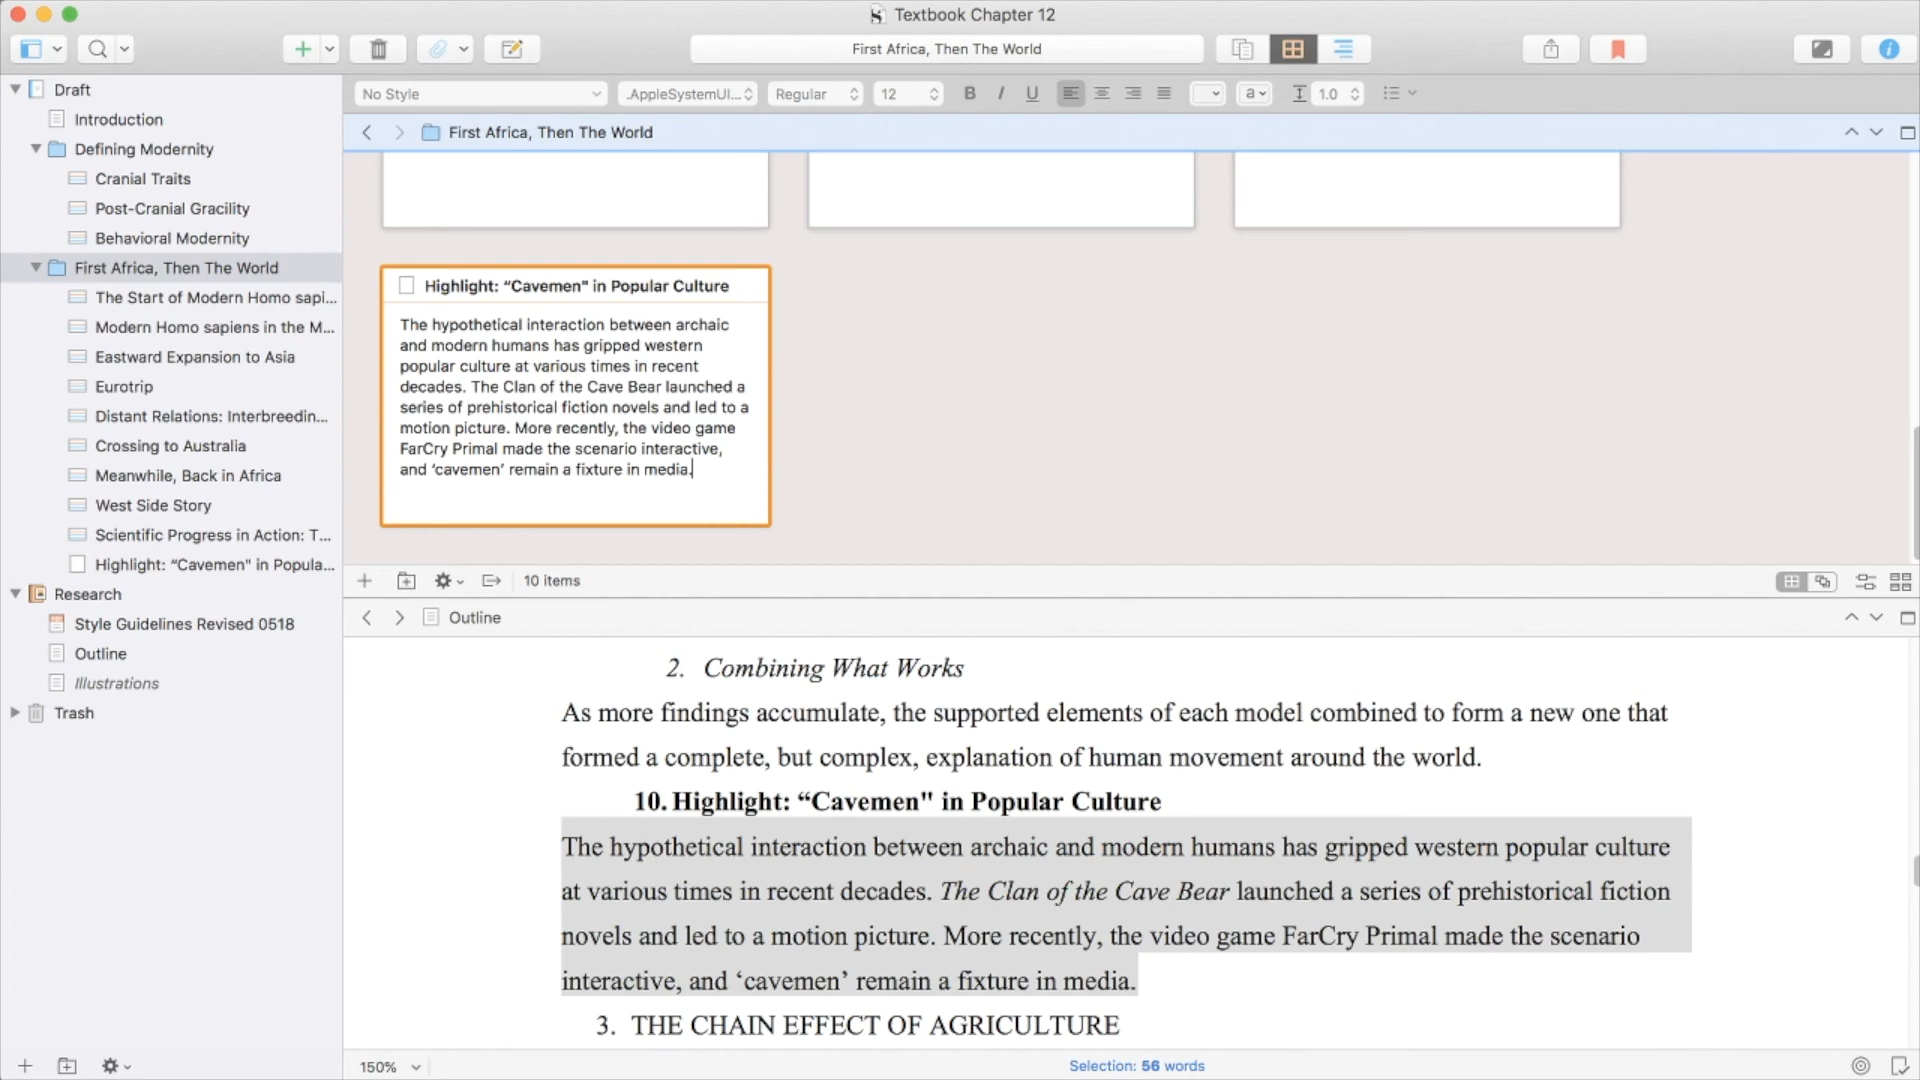 Textbook Chapter 12
First Africa, Then The World
Draft
Introduction
Defining Modernity
Cranial Traits
Post-Cranial Gracility
Behavioral Modernity
First Africa, Then The World
The Start of Modern Homo sapi...
Modern Homo sapiens in the M...
Eastward Expansion to Asia
Eurotrip
Distant Relations: Interbreedin...
Crossing to Australia
Meanwhile, Back in Africa
West Side Story
Scientific Progress in Action: T...
Highlight: “Cavemen" in Popula...
Research
Style Guidelines Revised 0518
Outline
Illustrations
Trash
No Style
.AppleSystemUI...
Regular
12
B
I
U
a
1.0
First Africa, Then The World
Highlight: “Cavemen" in Popular Culture
The hypothetical interaction between archaic
and modern humans has gripped western
popular culture at various times in recent
decades. The Clan of the Cave Bear launched a
series of prehistorical fiction novels and led to a
motion picture. More recently, the video game
FarCry Primal made the scenario interactive,
and ‘cavemen’ remain a fixture in media.
10 items
Outline
2. Combining What Works
As more findings accumulate, the supported elements of each model combined to form a new one that
formed a complete, but complex, explanation of human movement around the world.
10. Highlight: “Cavemen" in Popular Culture
The hypothetical interaction between archaic and modern humans has gripped western popular culture
at various times in recent decades. The Clan of the Cave Bear launched a series of prehistorical fiction
novels and led to a motion picture. More recently, the video game FarCry Primal made the scenario
interactive, and ‘cavemen’ remain a fixture in media.
3. THE CHAIN EFFECT OF AGRICULTURE
150%
Selection: 56 words